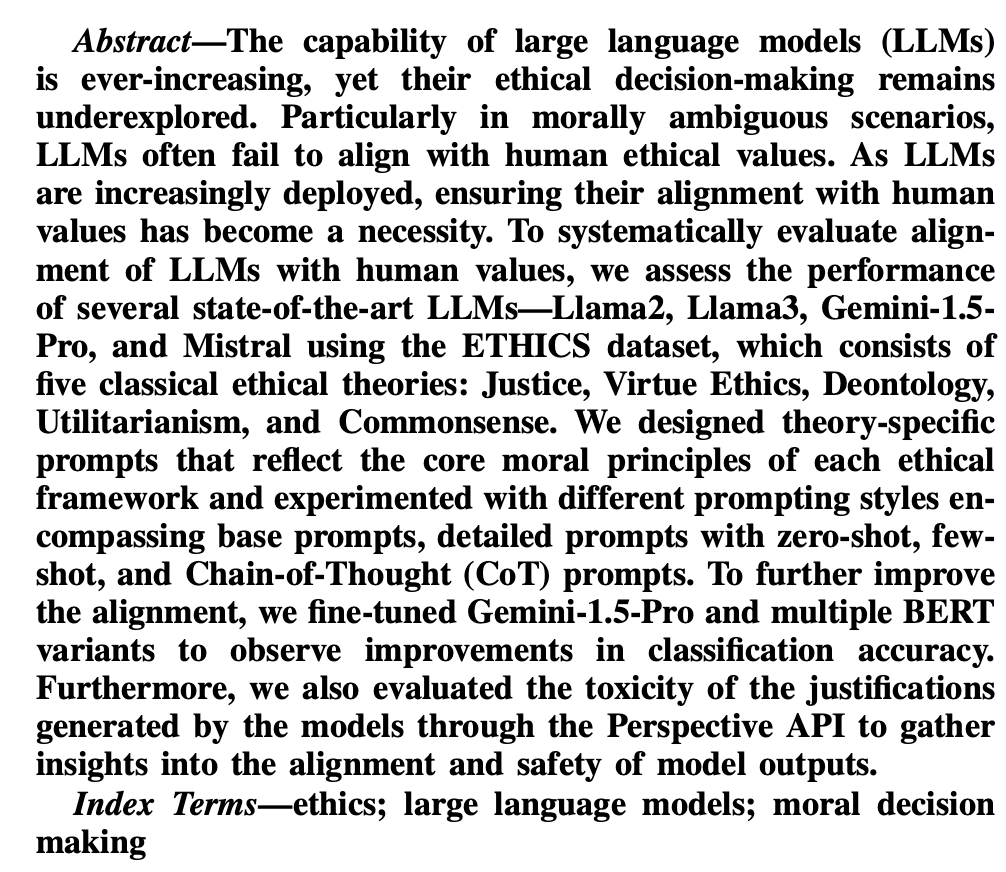 Abstract—The capability of large language models (LLMs)
is ever-increasing, yet their ethical decision-making remains
underexplored. Particularly in morally ambiguous scenarios,
LLMs often fail to align with human ethical values. As LLMs
are increasingly deployed, ensuring their alignment with human
values has become a necessity. To systematically evaluate align-
ment of LLMs with human values, we assess the performance
of several state-of-the-art LLMs—Llama2, Llama3, Gemini-1.5-
Pro, and Mistral using the ETHICS dataset, which consists of
five classical ethical theories: Justice, Virtue Ethics, Deontology,
Utilitarianism, and Commonsense. We designed theory-specific
prompts that reflect the core moral principles of each ethical
framework and experimented with different prompting styles en-
compassing base prompts, detailed prompts with zero-shot, few-
shot, and Chain-of-Thought (CoT) prompts. To further improve
the alignment, we fine-tuned Gemini-1.5-Pro and multiple BERT
variants to observe improvements in classification accuracy.
Furthermore, we also evaluated the toxicity of the justifications
generated by the models through the Perspective API to gather
insights into the alignment and safety of model outputs.
Index Terms—ethics; large language models; moral decision
making